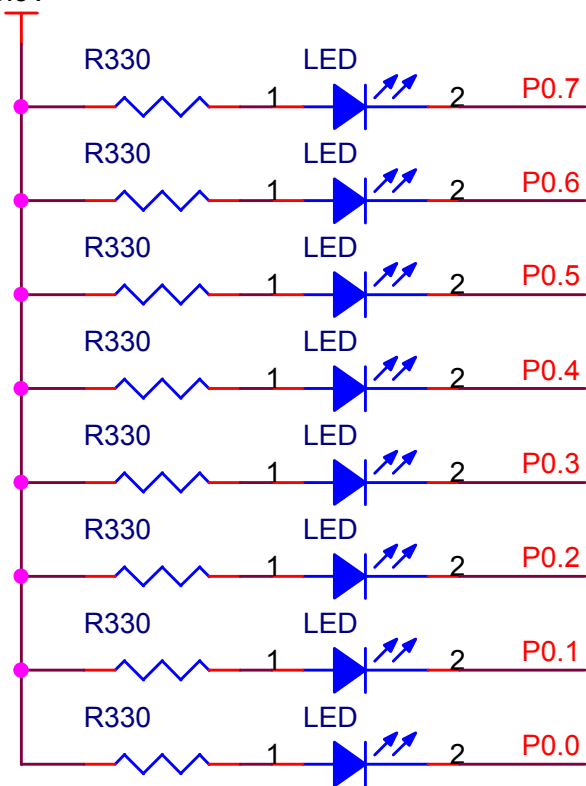 R330 LED
1 2 P0.7
R330 LED
1 2 P0.6
R330 LED
1 2 P0.5
R330 LED
1 2 P0.4
R330 LED
1 2 P0.3
R330 LED
1 2 P0.2
R330 LED
1 2 P0.1
R330 LED
1 2 P0.0